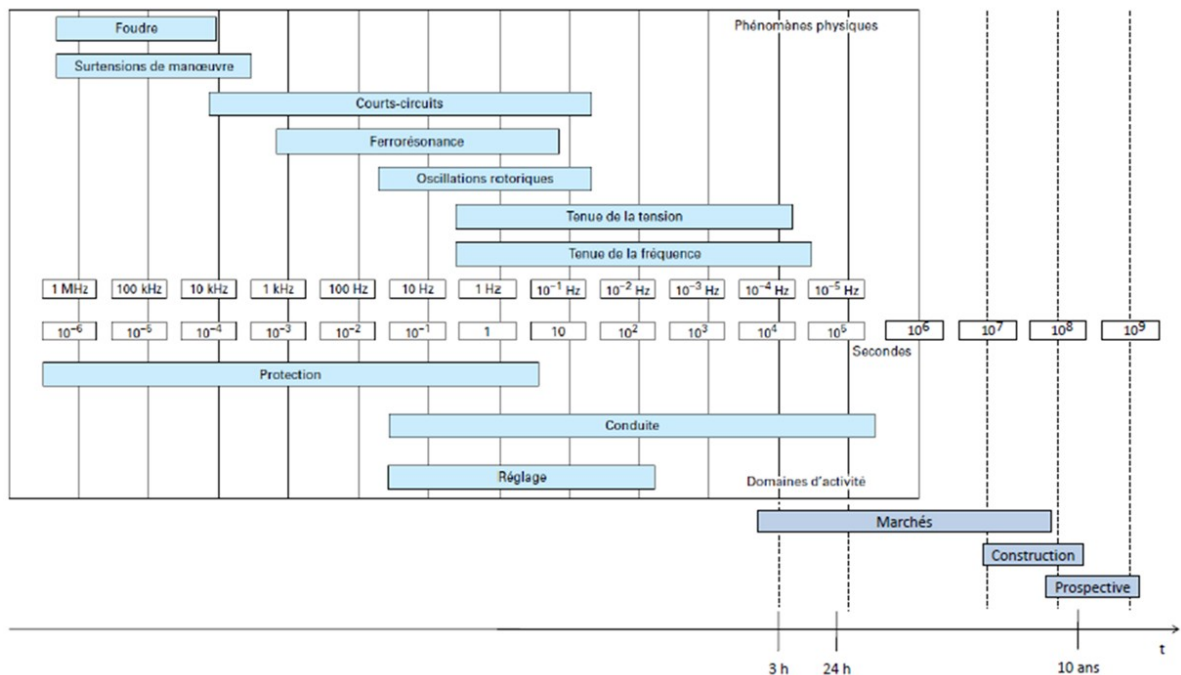 Foudre
Phénomènes physiques
Surtensions de manœuvre
Courts-circuits
Ferrorésonance
Oscillations rotoriques
Tenue de la tension
Tenue de la fréquence
1 MHz 100 kHz 10 kHz 1 kHz 100 Hz 10 Hz 1 Hz 10⁻¹ Hz 10⁻² Hz 10⁻³ Hz 10⁻⁴ Hz 10⁻⁵ Hz
10⁻⁶ 10⁻⁵ 10⁻⁴ 10⁻³ 10⁻² 10⁻¹ 1 10 10² 10³ 10⁴ 10⁵ 10⁶ 10⁷ 10⁸ 10⁹
Secondes
Protection
Conduite
Réglage
Domaines d'activité
Marchés
Construction
Prospective
t
3 h 24 h 10 ans